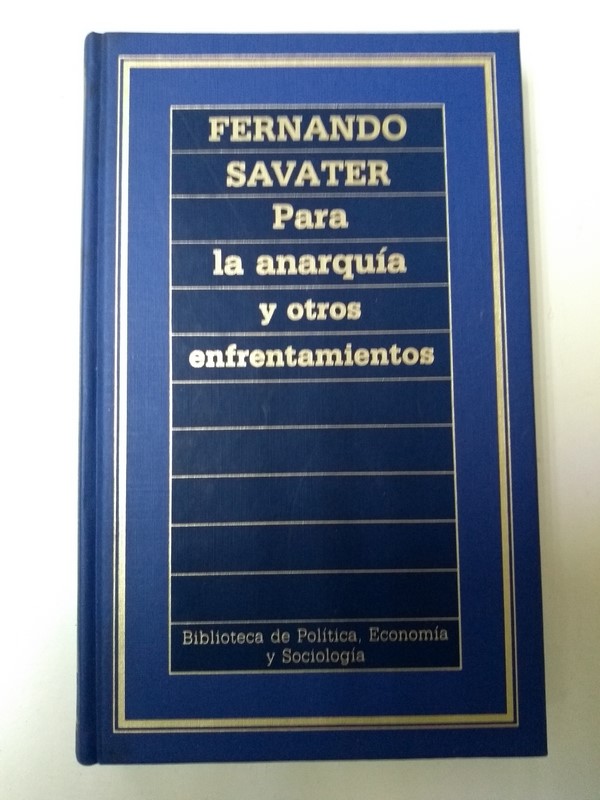 FERNANDO
SAVATER
Para
la anarquía
y otros
enfrentamientos
Biblioteca de Política, Economía
y Sociología